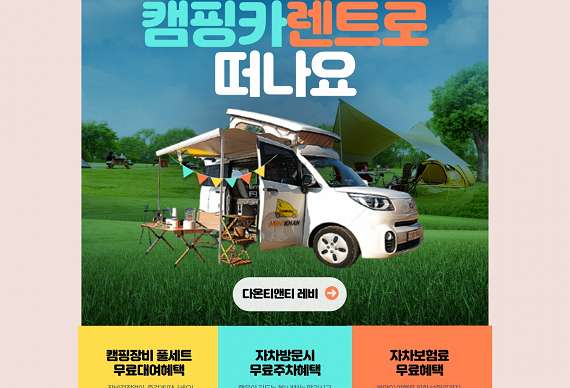 캠핑카렌트로
떠나요
다온티앤티 레비
캠핑장비 풀세트
무료대여혜택
자차방문시
무료주차혜택
자차보험료
무료혜택